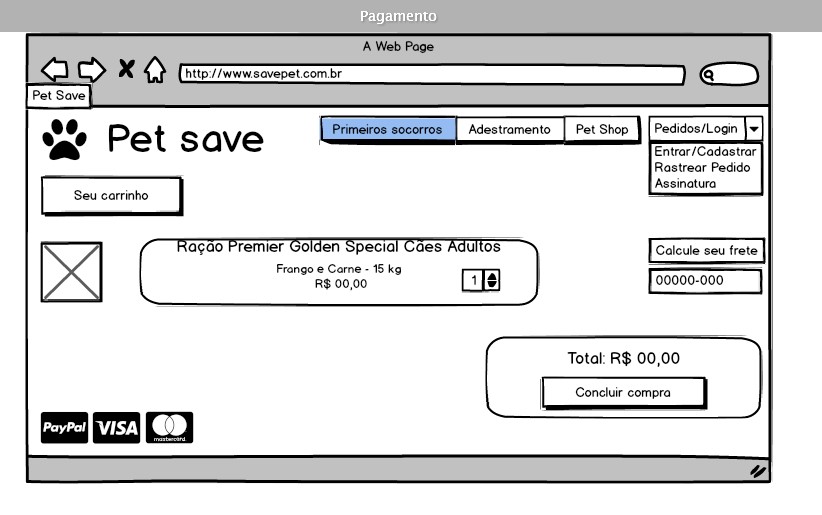 Pagamento
A Web Page
http://www.savepet.com.br
Pet Save
Pet save
Primeiros socorros
Adestramento
Pet Shop
Pedidos/Login
Entrar/Cadastrar
Rastrear Pedido
Assinatura
Seu carrinho
Ração Premier Golden Special Cães Adultos
Frango e Carne - 15 kg
R$ 00,00
1
Calcule seu frete
00000-000
Total: R$ 00,00
Concluir compra
PayPal
VISA
mastercard.